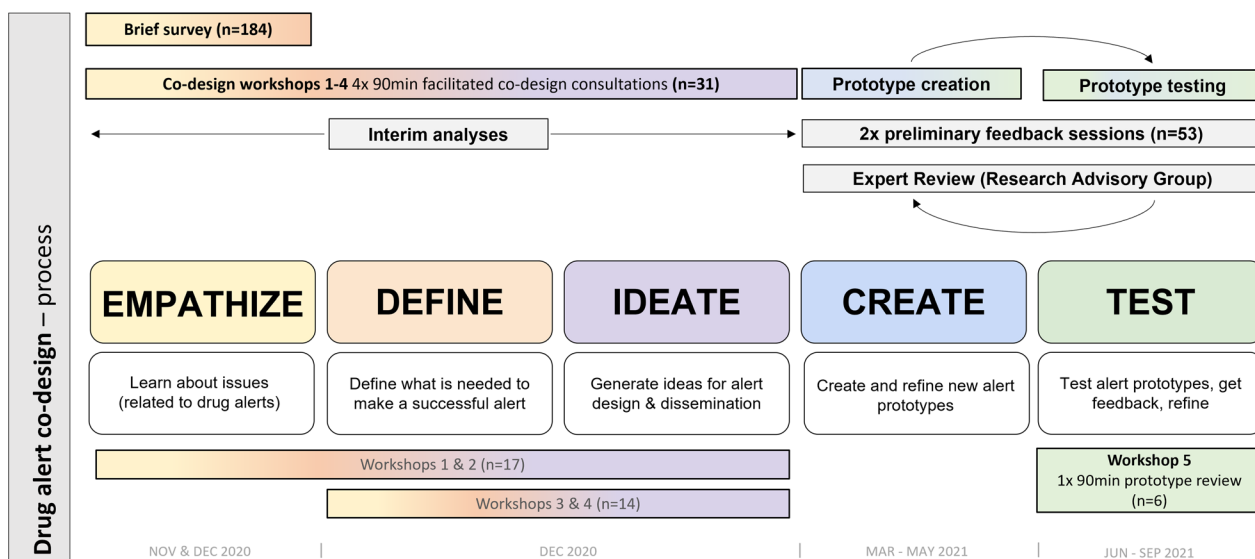 Drug alert co-design – process
Brief survey (n=184)
Co-design workshops 1-4 4x 90min facilitated co-design consultations (n=31)
Prototype creation
Prototype testing
Interim analyses
2x preliminary feedback sessions (n=53)
Expert Review (Research Advisory Group)
EMPATHIZE
DEFINE
IDEATE
CREATE
TEST
Learn about issues
(related to drug alerts)
Define what is needed to
make a successful alert
Generate ideas for alert
design & dissemination
Create and refine new alert
prototypes
Test alert prototypes, get
feedback, refine
Workshops 1 & 2 (n=17)
Workshops 3 & 4 (n=14)
Workshop 5
1x 90min prototype review
(n=6)
NOV & DEC 2020
DEC 2020
MAR - MAY 2021
JUN - SEP 2021